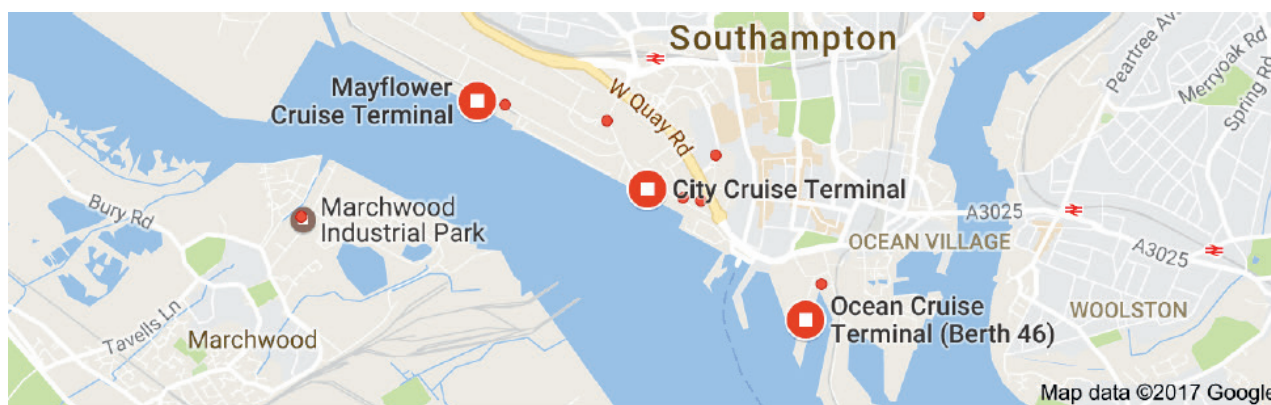 Southampton
Mayflower
Cruise Terminal
W Quay Rd
Peartree Ave
Merryoak Rd
Spring Rd
City Cruise Terminal
Bury Rd
Marchwood
Industrial Park
A3025
OCEAN VILLAGE
A3025
Ocean Cruise
Terminal (Berth 46)
WOOLSTON
Tavells Ln
Marchwood
Map data ©2017 Google